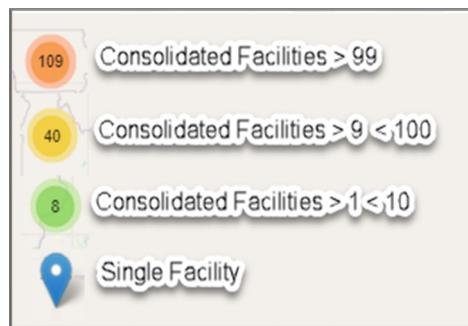 109 Consolidated Facilities > 99
40 Consolidated Facilities > 9 < 100
8 Consolidated Facilities > 1 < 10
Single Facility